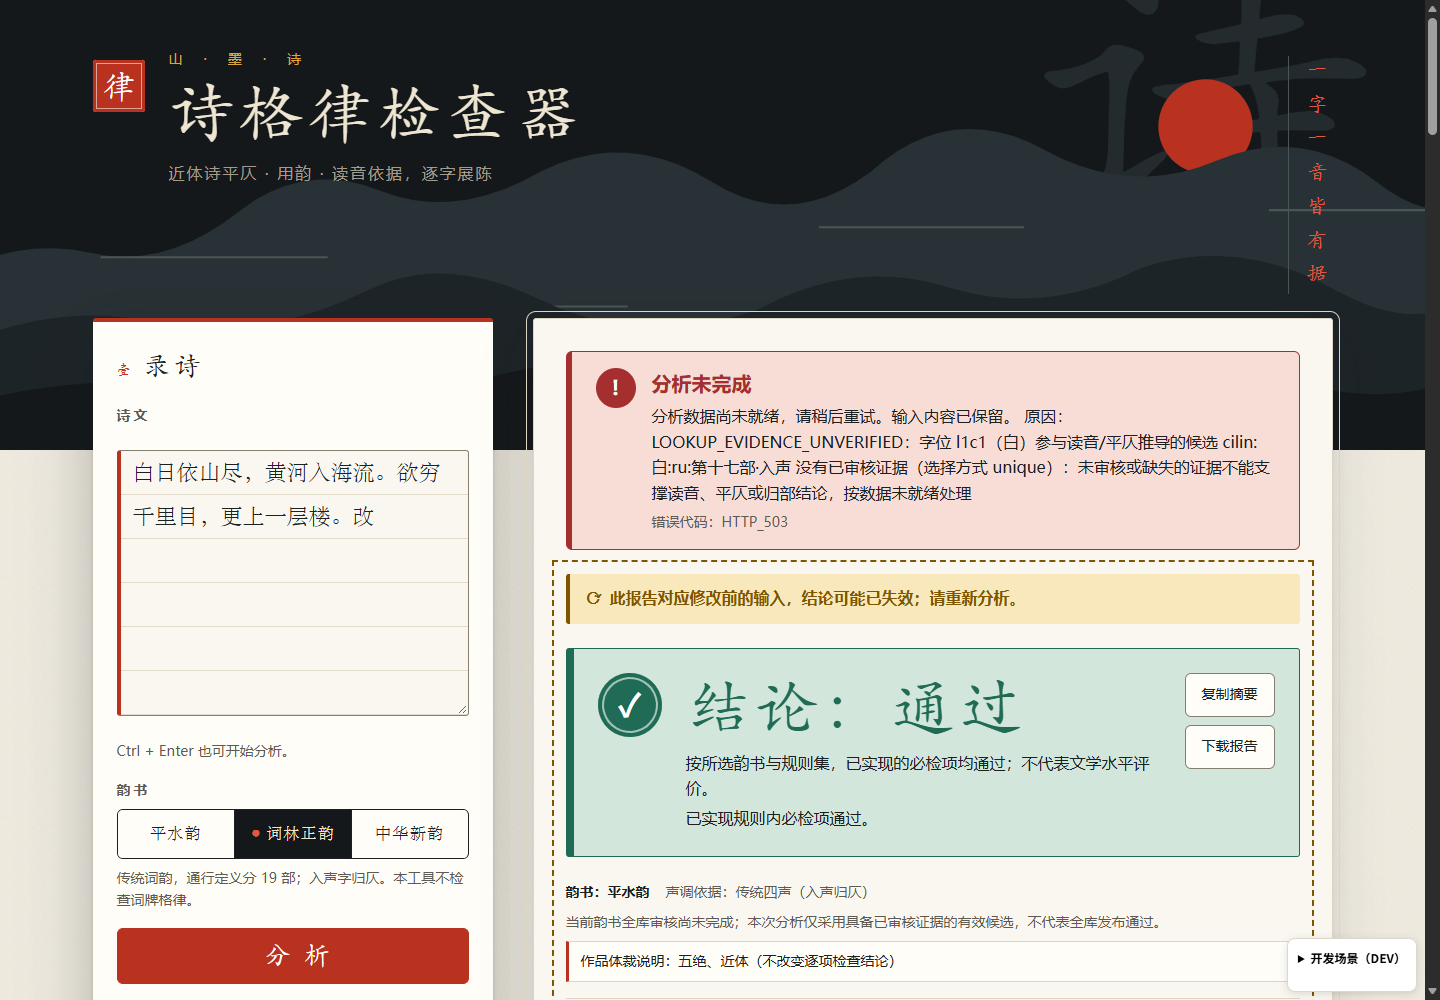 诗
律
山 · 墨 · 诗
诗格律检查器
近体诗平仄 · 用韵 · 读音依据，逐字展陈
一字一音皆有据
壹 录诗
诗文
白日依山尽，黄河入海流。欲穷
千里目，更上一层楼。改
Ctrl + Enter 也可开始分析。
韵书
平水韵
词林正韵
中华新韵
传统词韵，通行定义分 19 部；入声字归仄。本工具不检
查词牌格律。
分析
!
分析未完成
分析数据尚未就绪，请稍后重试。输入内容已保留。 原因：
LOOKUP_EVIDENCE_UNVERIFIED：字位 l1c1（白）参与读音/平仄推导的候选 cilin:
白:ru:第十七部·入声 没有已审核证据（选择方式 unique）：未审核或缺失的证据不能支
撑读音、平仄或归部结论，按数据未就绪处理
错误代码：HTTP_503
⟳ 此报告对应修改前的输入，结论可能已失效；请重新分析。
✓
结论：通过
按所选韵书与规则集，已实现的必检项均通过；不代表文学水平评
价。
已实现规则内必检项通过。
复制摘要
下载报告
韵书：平水韵 声调依据：传统四声（入声归仄）
当前韵书全库审核尚未完成；本次分析仅采用具备已审核证据的有效候选，不代表全库发布通过。
作品体裁说明：五绝、近体（不改变逐项检查结论）
▶ 开发场景（DEV）